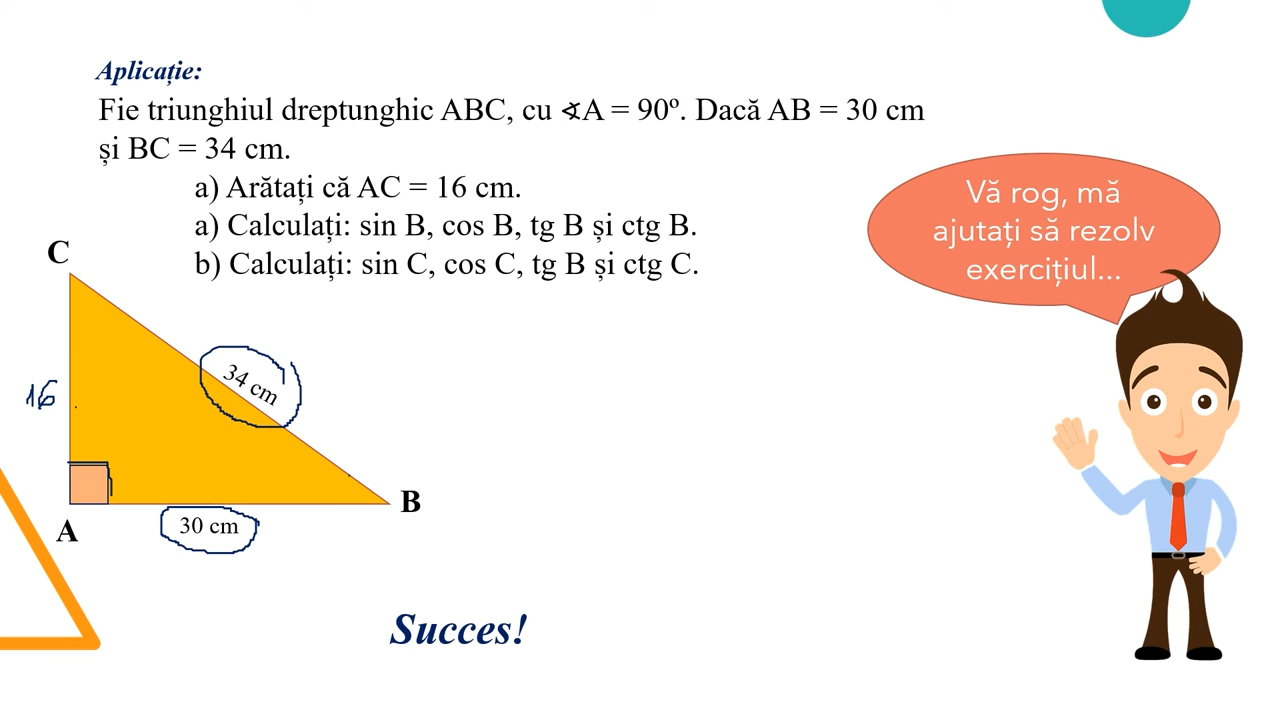 Aplicație:
Fie triunghiul dreptunghic ABC, cu ∢A = 90º. Dacă AB = 30 cm
și BC = 34 cm.
a) Arătați că AC = 16 cm.
a) Calculați: sin B, cos B, tg B și ctg B.
b) Calculați: sin C, cos C, tg B și ctg C.
Vă rog, mă
ajutați să rezolv
exercițiul...
C
34 cm
16
B
30 cm
A
Succes!